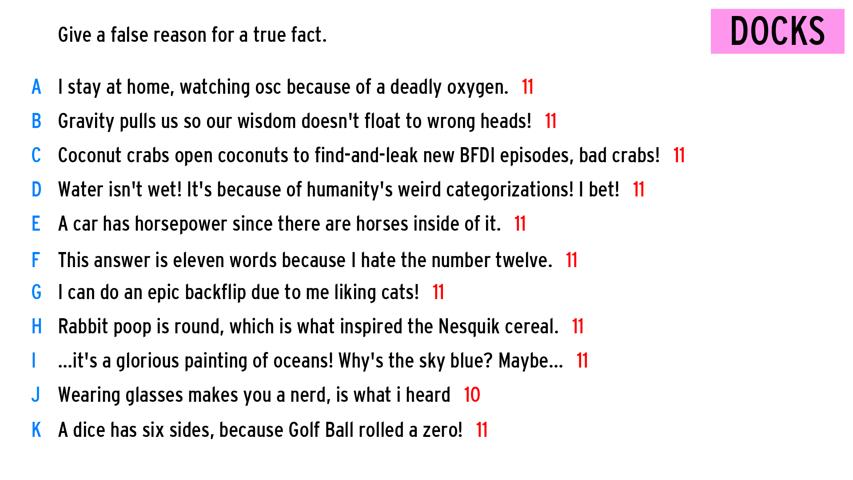 Give a false reason for a true fact.
DOCKS
A I stay at home, watching osc because of a deadly oxygen. 11
B Gravity pulls us so our wisdom doesn't float to wrong heads! 11
C Coconut crabs open coconuts to find-and-leak new BFDI episodes, bad crabs! 11
D Water isn't wet! It's because of humanity's weird categorizations! I bet! 11
E A car has horsepower since there are horses inside of it. 11
F This answer is eleven words because I hate the number twelve. 11
G I can do an epic backflip due to me liking cats! 11
H Rabbit poop is round, which is what inspired the Nesquik cereal. 11
I ...it's a glorious painting of oceans! Why's the sky blue? Maybe... 11
J Wearing glasses makes you a nerd, is what i heard 10
K A dice has six sides, because Golf Ball rolled a zero! 11